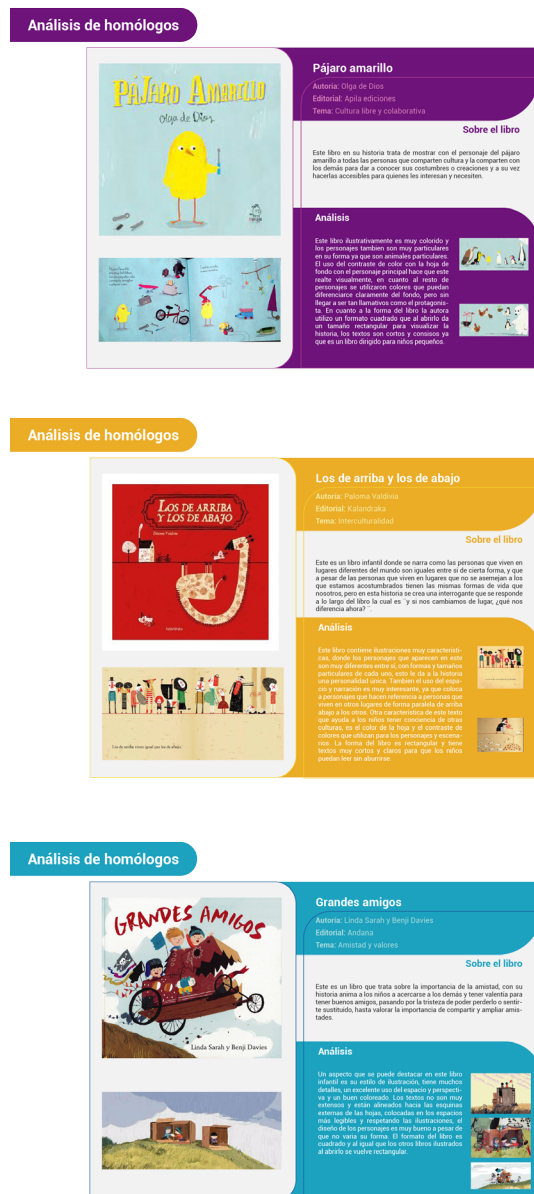 Análisis de homólogos
PÁJARO AMARILLO
Olga de Dios
Pájaro amarillo
Autoria: Olga de Dios
Editorial: Apila ediciones
Tema: Cultura libre y colaborativa
Sobre el libro
Este libro en su historia trata de mostrar con el personaje del pájaro
amarillo a todas las personas que comparten cultura y la comparten con
los demás para dar a conocer sus costumbres o creaciones y a su vez
hacerlas accesibles para quienes les interesan y necesiten.
Análisis
Este libro ilustrativamente es muy colorido y
los personajes tambien son muy particulares
en su forma ya que son animales particulares.
El uso del contraste de color con la hoja de
fondo con el personaje principal hace que este
realte visualmente, en cuanto al resto de
personajes se utilizaron colores que puedan
diferenciarce claramente del fondo, pero sin
llegar a ser tan llamativos como el protagonis-
ta. En cuanto a la forma del libro la autora
utilizo un formato cuadrado que al abrirlo da
un tamaño rectangular para visualizar la
historia, los textos son cortos y consisos ya
que es un libro dirigido para niños pequeños.
Análisis de homólogos
LOS DE ARRIBA
Y LOS DE ABAJO
Paloma Valdivia
Los de arriba viven igual que los de abajo.
Los de arriba y los de abajo
Autoria: Paloma Valdivia
Editorial: Kalandraka
Tema: Interculturalidad
Sobre el libro
Este es un libro infantil donde se narra como las personas que viven en
lugares diferentes del mundo son iguales entre si de cierta forma, y que
a pesar de las personas que viven en lugares que no se asemejan a los
que estamos acostumbrados tienen las mismas formas de vida que
nosotros, pero en esta historia se crea una interrogante que se responde
a lo largo del libro la cual es ¨y si nos cambiamos de lugar, ¿qué nos
diferencia ahora? ¨.
Análisis
Este libro contiene ilustraciones muy caracteristi-
cas, donde los personajes que aparecen en este
son muy diferentes entre sí, con formas y tamaños
particulares de cada uno, esto le da a la historia
una personalidad única. Tambien el uso del espa-
cio y narración es muy interesante, ya que coloca
a personajes que hacen referencia a personas que
viven en otros lugares de forma paralela de arriba
abajo a los otros. Otra caracteristica de este texto
que ayuda a los niños tener conciencia de otras
culturas, es el color de la hoja y el contraste de
colores que utilizan para los personajes y escena-
rios. La forma del libro es rectangular y tiene
textos muy cortos y claros para que los niños
puedan leer sin aburrirse.
Análisis de homólogos
GRANDES AMIGOS
Linda Sarah y Benji Davies
Grandes amigos
Autoria: Linda Sarah y Benji Davies
Editorial: Andana
Tema: Amistad y valores
Sobre el libro
Este es un libro que trata sobre la importancia de la amistad, con su
historia anima a los niños a acercarse a los demás y tener valentía para
tener buenos amigos, pasando por la tristeza de poder perderlo o sentir-
te sustituido, hasta valorar la importancia de compartir y ampliar amis-
tades.
Análisis
Un aspecto que se puede destacar en este libro
infantil es su estilo de ilustración, tiene muchos
detalles, un excelente uso del espacio y perspecti-
va y un buen coloreado. Los textos no son muy
extensos y están alineados hacia las esquinas
externas de las hojas, colocadas en los espacios
más legibles y respetando las ilustraciones, el
diseño de los personajes es muy bueno a pesar de
que no varia su forma. El formato del libro es
cuadrado y al igual que los otros libros ilustrados
al abrirlo se vuelve rectangular.